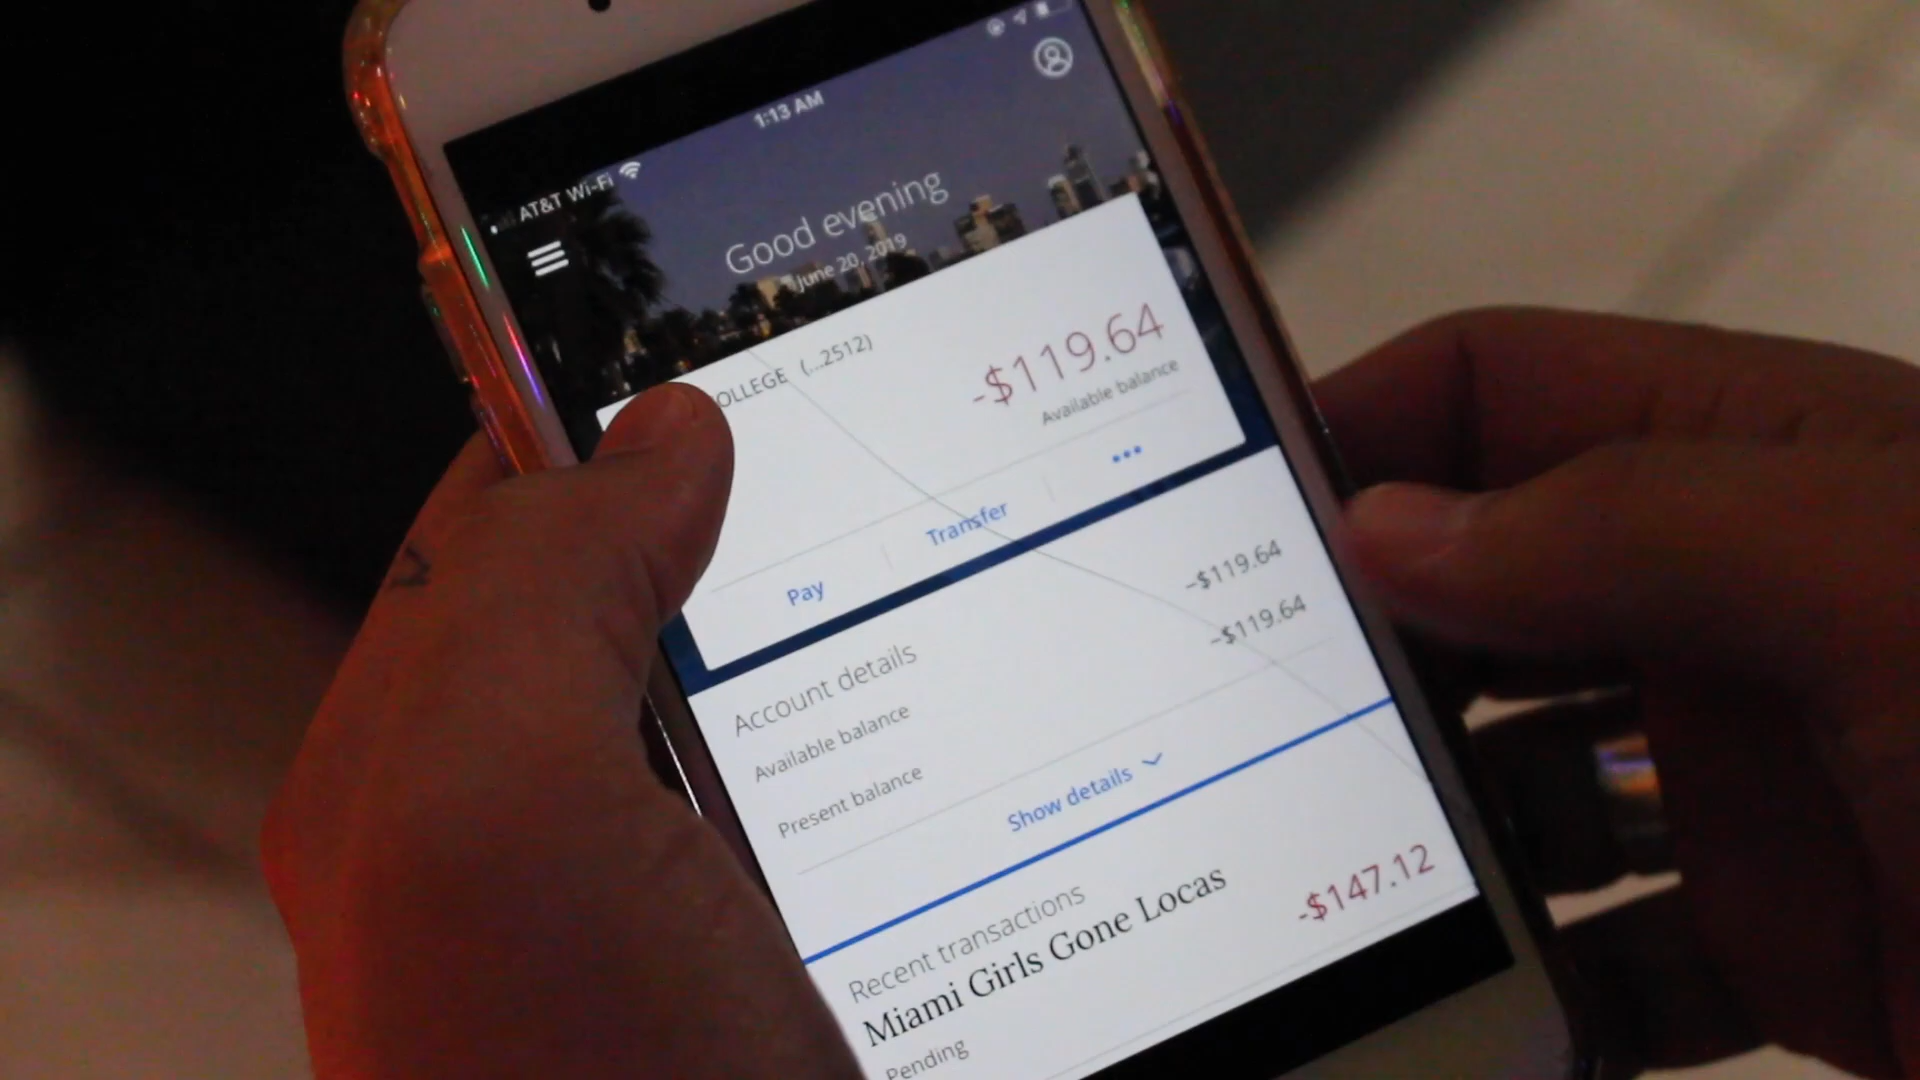 AT&T Wi-Fi 1:13 AM
Good evening
June 20, 2019
OLLEGE (...2512)
-$119.64
Available balance
Pay Transfer
Account details
Available balance -$119.64
Present balance -$119.64
Show details
Recent transactions
Miami Girls Gone Locas -$147.12
Pending